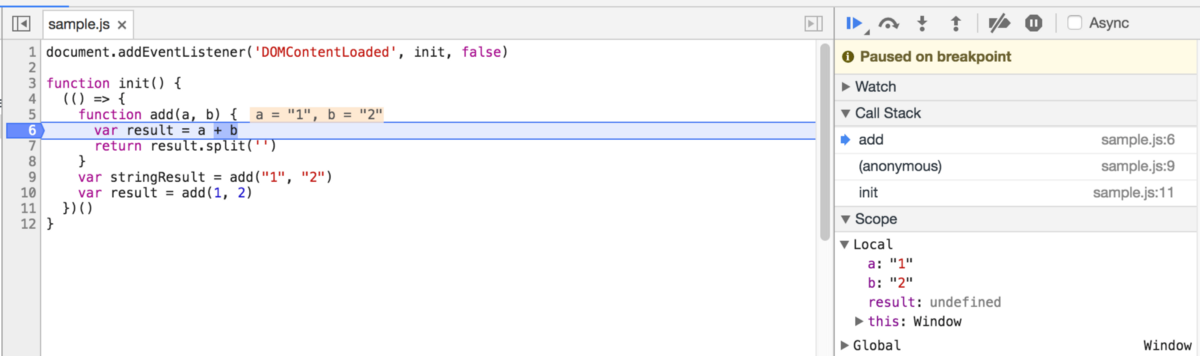 sample.js ×
1 document.addEventListener('DOMContentLoaded', init, false)
2
3 function init() {
4 (() => {
5 function add(a, b) { a = "1", b = "2"
6 var result = a + b
7 return result.split('')
8 }
9 var stringResult = add("1", "2")
10 var result = add(1, 2)
11 })()
12 }
Async
Paused on breakpoint
Watch
Call Stack
add sample.js:6
(anonymous) sample.js:9
init sample.js:11
Scope
Local
a: "1"
b: "2"
result: undefined
this: Window
Global Window